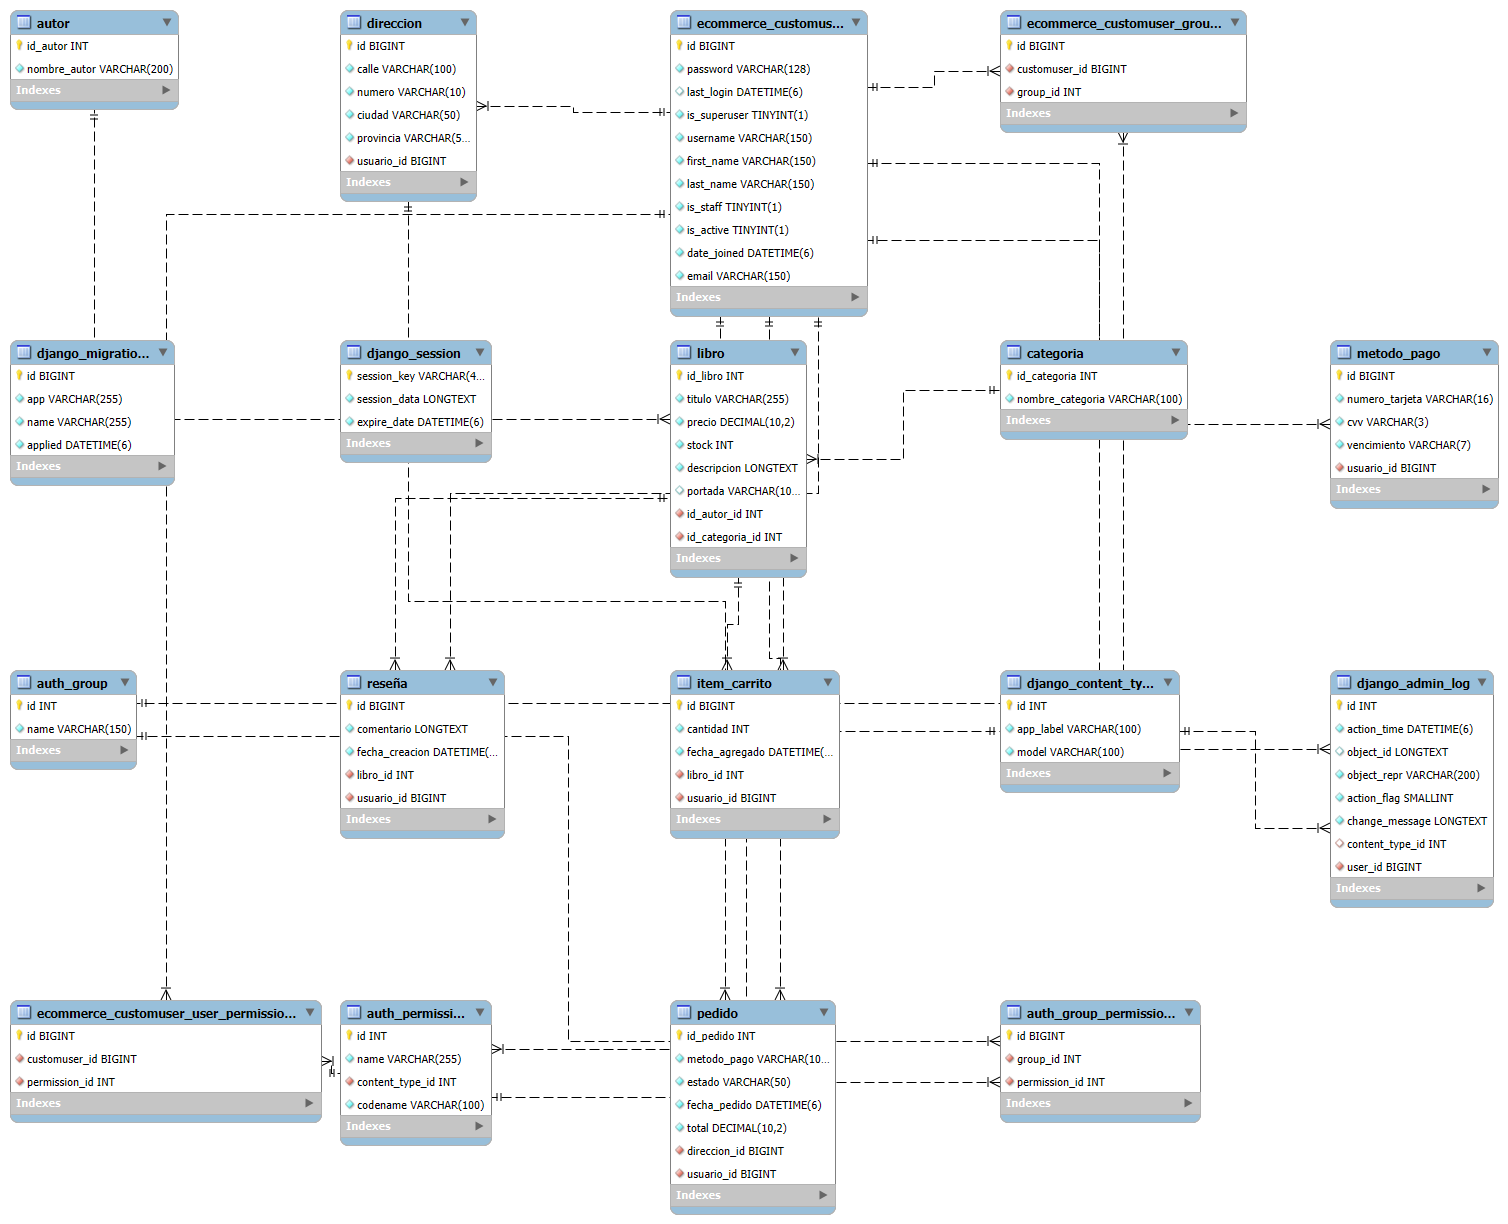 autor
id_autor INT
nombre_autor VARCHAR(200)
Indexes
direccion
id BIGINT
calle VARCHAR(100)
numero VARCHAR(10)
ciudad VARCHAR(50)
provincia VARCHAR(5...
usuario_id BIGINT
Indexes
ecommerce_customus...
id BIGINT
password VARCHAR(128)
last_login DATETIME(6)
is_superuser TINYINT(1)
username VARCHAR(150)
first_name VARCHAR(150)
last_name VARCHAR(150)
is_staff TINYINT(1)
is_active TINYINT(1)
date_joined DATETIME(6)
email VARCHAR(150)
Indexes
ecommerce_customuser_grou...
id BIGINT
customuser_id BIGINT
group_id INT
Indexes
django_migratio...
id BIGINT
app VARCHAR(255)
name VARCHAR(255)
applied DATETIME(6)
Indexes
django_session
session_key VARCHAR(4...
session_data LONGTEXT
expire_date DATETIME(6)
Indexes
libro
id_libro INT
titulo VARCHAR(255)
precio DECIMAL(10,2)
stock INT
descripcion LONGTEXT
portada VARCHAR(10...
id_autor_id INT
id_categoria_id INT
Indexes
categoria
id_categoria INT
nombre_categoria VARCHAR(100)
Indexes
metodo_pago
id BIGINT
numero_tarjeta VARCHAR(16)
cvv VARCHAR(3)
vencimiento VARCHAR(7)
usuario_id BIGINT
Indexes
auth_group
id INT
name VARCHAR(150)
Indexes
reseña
id BIGINT
comentario LONGTEXT
fecha_creacion DATETIME(...
libro_id INT
usuario_id BIGINT
Indexes
item_carrito
id BIGINT
cantidad INT
fecha_agregado DATETIME(...
libro_id INT
usuario_id BIGINT
Indexes
django_content_ty...
id INT
app_label VARCHAR(100)
model VARCHAR(100)
Indexes
django_admin_log
id INT
action_time DATETIME(6)
object_id LONGTEXT
object_repr VARCHAR(200)
action_flag SMALLINT
change_message LONGTEXT
content_type_id INT
user_id BIGINT
Indexes
ecommerce_customuser_user_permissio...
id BIGINT
customuser_id BIGINT
permission_id INT
Indexes
auth_permissi...
id INT
name VARCHAR(255)
content_type_id INT
codename VARCHAR(100)
Indexes
pedido
id_pedido INT
metodo_pago VARCHAR(10...
estado VARCHAR(50)
fecha_pedido DATETIME(6)
total DECIMAL(10,2)
direccion_id BIGINT
usuario_id BIGINT
Indexes
auth_group_permissio...
id BIGINT
group_id INT
permission_id INT
Indexes